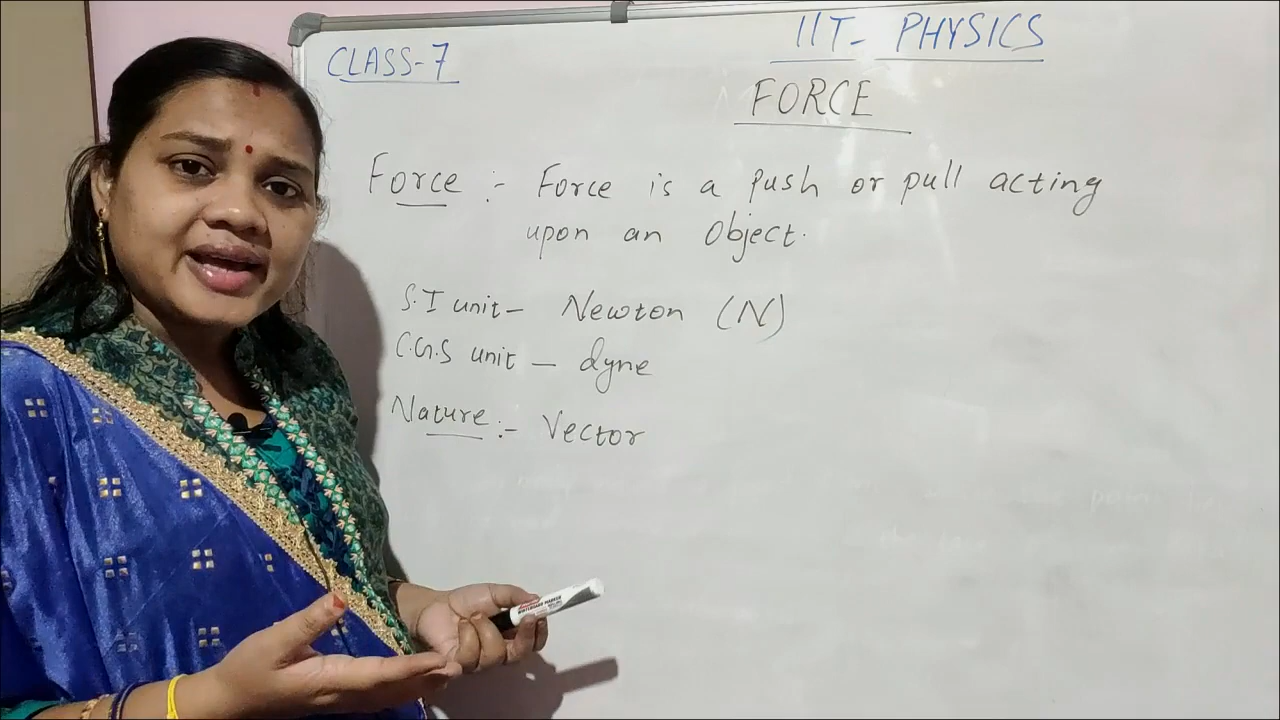 CLASS-7
IIT- PHYSICS
FORCE
Force :- Force is a push or pull acting
upon an Object.
S.I unit- Newton (N)
C.G.S unit - dyne
Nature :- Vector